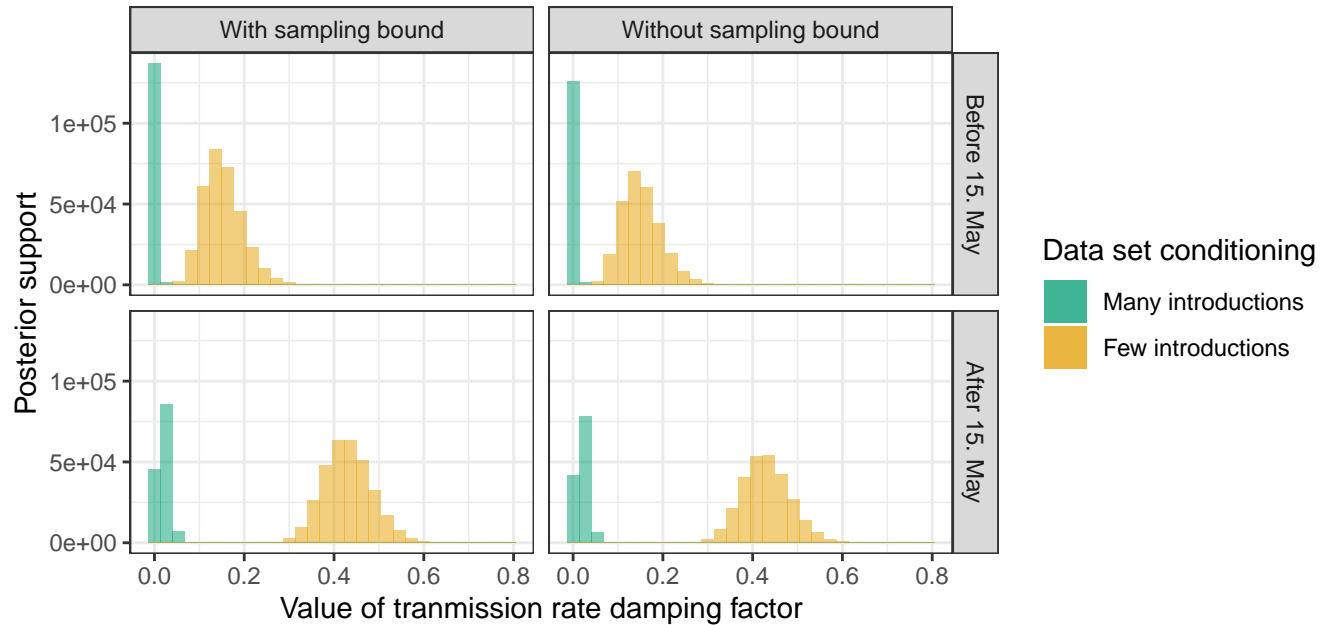 With sampling bound
Without sampling bound
Before 15. May
After 15. May
Posterior support
1e+05
5e+04
0e+00
1e+05
5e+04
0e+00
0.0 0.2 0.4 0.6 0.8
0.0 0.2 0.4 0.6 0.8
Value of tranmission rate damping factor
Data set conditioning
Many introductions
Few introductions